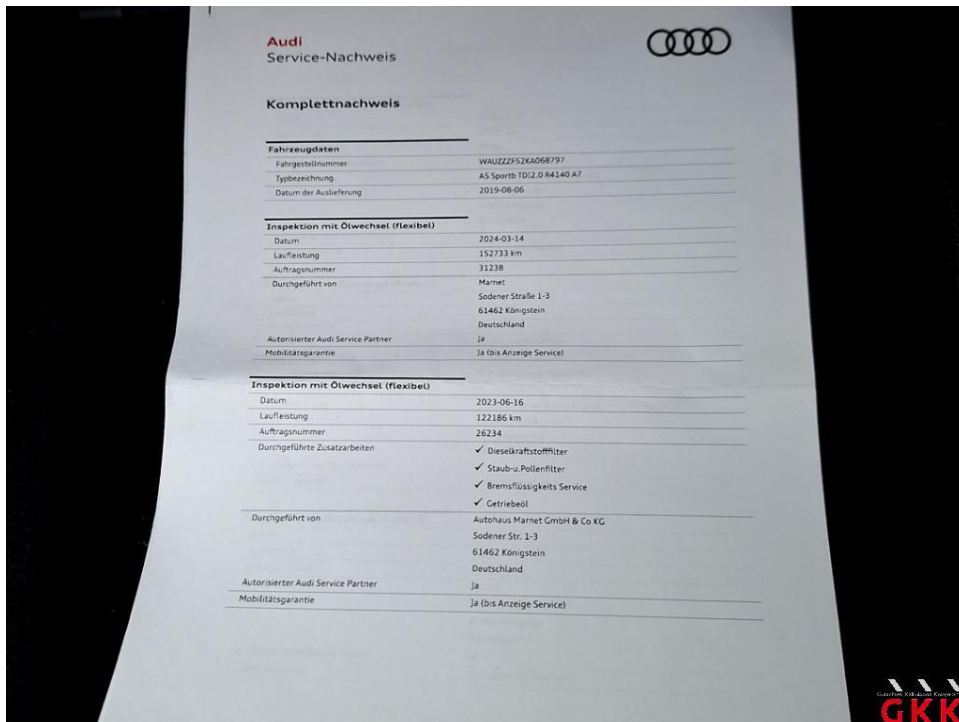 Audi
Service-Nachweis
Komplettnachweis
Fahrzeugdaten
Fahrgestellnummer WAUZZZF52KA068797
Typbezeichnung A5 Sportb TDI2.0 R4140 A7
Datum der Auslieferung 2019-08-06
Inspektion mit Ölwechsel (flexibel)
Datum 2024-03-14
Laufleistung 152733 km
Auftragsnummer 31238
Durchgeführt von Marnet
Sodener Straße 1-3
61462 Königstein
Deutschland
Autorisierter Audi Service Partner Ja
Mobilitätsgarantie Ja (bis Anzeige Service)
Inspektion mit Ölwechsel (flexibel)
Datum 2023-06-16
Laufleistung 122186 km
Auftragsnummer 26234
Durchgeführte Zusatzarbeiten ✓ Dieselkraftstofffilter
✓ Staub-u.Pollenfilter
✓ Bremsflüssigkeits Service
✓ Getriebeöl
Durchgeführt von Autohaus Marnet GmbH & Co KG
Sodener Str. 1-3
61462 Königstein
Deutschland
Autorisierter Audi Service Partner Ja
Mobilitätsgarantie Ja (bis Anzeige Service)
GKK